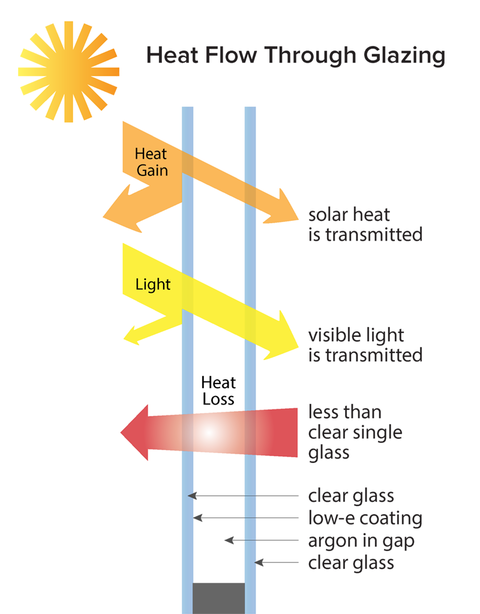 Heat Flow Through Glazing
Heat
Gain
solar heat
is transmitted
Light
visible light
is transmitted
Heat
Loss
less than
clear single
glass
clear glass
low-e coating
argon in gap
clear glass